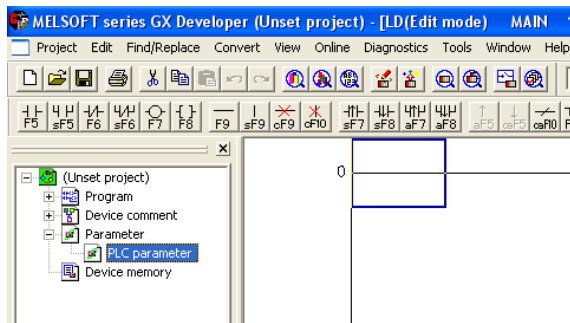 MELSOFT series GX Developer (Unset project) - [LD(Edit mode) MAIN
Project Edit Find/Replace Convert View Online Diagnostics Tools Window Help
F5 sF5 F6 sF6 F7 F8 F9 sF9 cF9 cF10 sF7 sF8 aF7 aF8 aF5 caF5 caF10
(Unset project)
0
Program
Device comment
Parameter
PLC parameter
Device memory